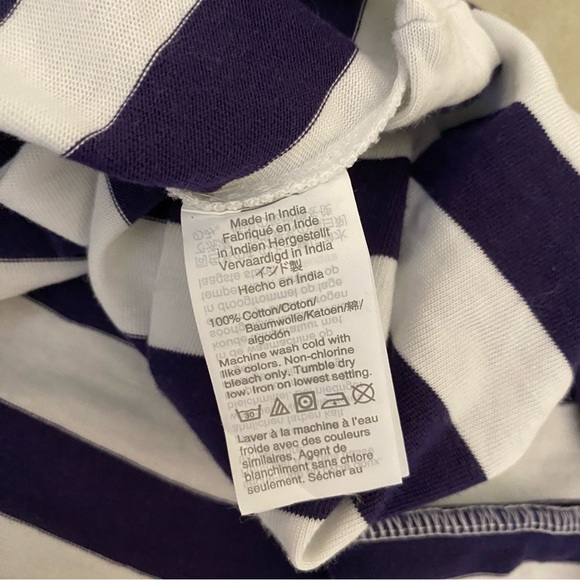 Made in India
Fabriqué en Inde
in Indien Hergestellt
Vervaardigd in India
インド製
Hecho en India
100% Cotton/Coton/
Baumwolle/Katoen/綿/
algodón
Machine wash cold with
like colors. Non-chlorine
bleach only. Tumble dry
low. Iron on lowest setting.
30
Laver à la machine à l'eau
froide avec des couleurs
similaires. Agent de
blanchiment sans chlore
seulement. Sécher au